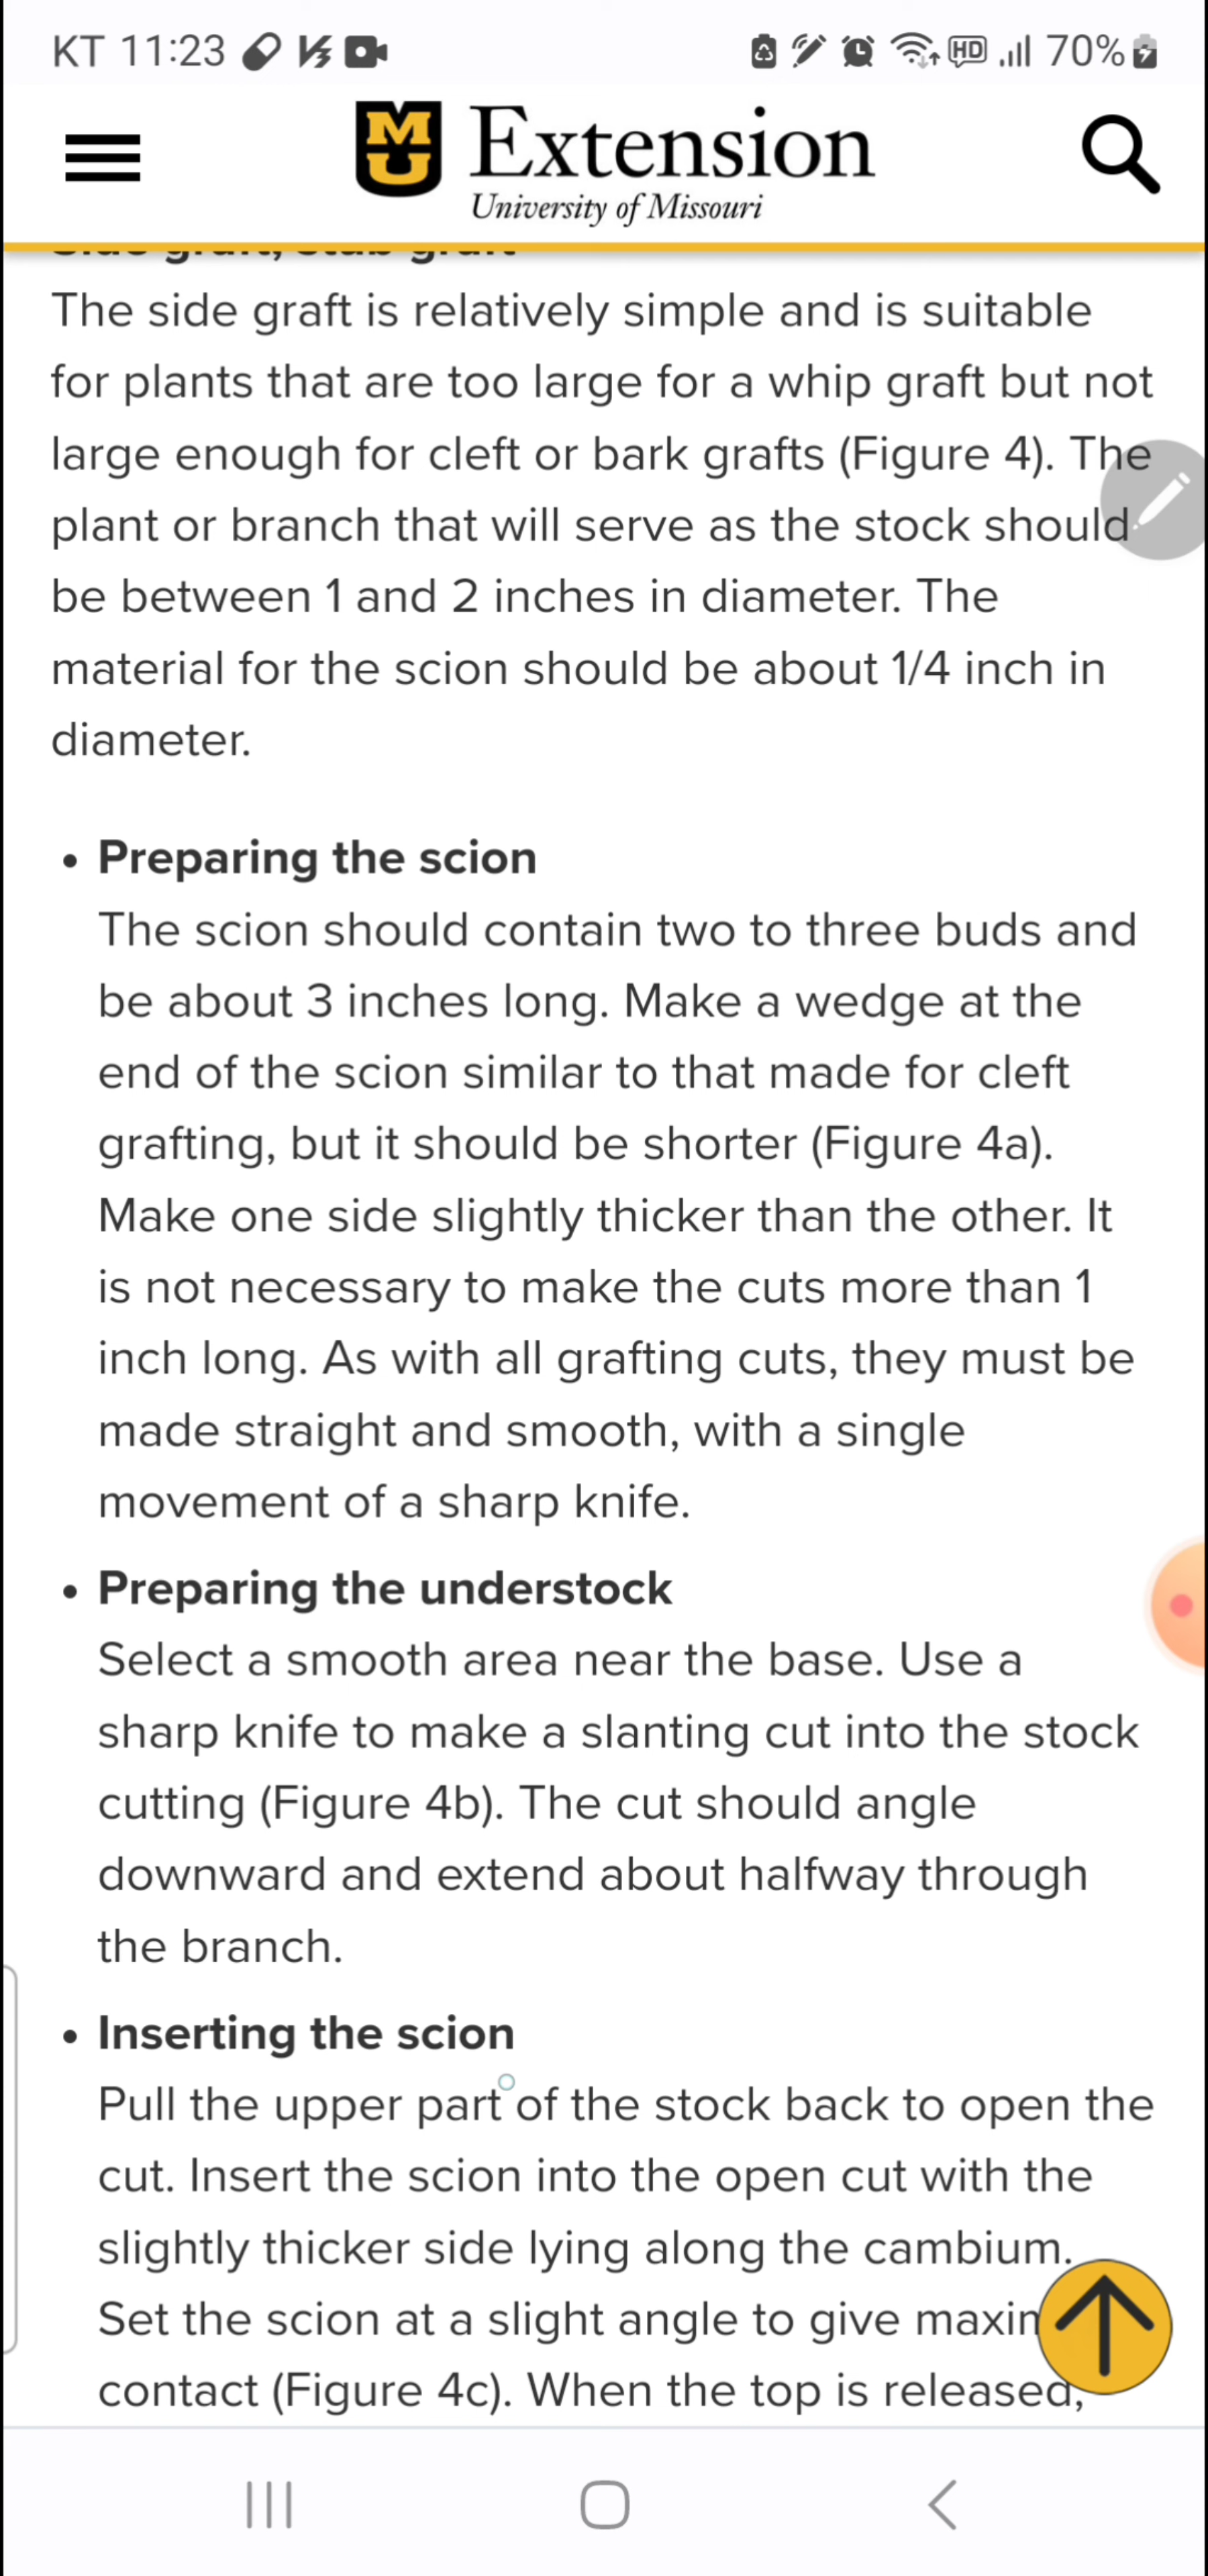 KT 11:23
HD 70%
MU Extension
University of Missouri
Side graft, stub graft
The side graft is relatively simple and is suitable
for plants that are too large for a whip graft but not
large enough for cleft or bark grafts (Figure 4). The
plant or branch that will serve as the stock should
be between 1 and 2 inches in diameter. The
material for the scion should be about 1/4 inch in
diameter.
• Preparing the scion
The scion should contain two to three buds and
be about 3 inches long. Make a wedge at the
end of the scion similar to that made for cleft
grafting, but it should be shorter (Figure 4a).
Make one side slightly thicker than the other. It
is not necessary to make the cuts more than 1
inch long. As with all grafting cuts, they must be
made straight and smooth, with a single
movement of a sharp knife.
• Preparing the understock
Select a smooth area near the base. Use a
sharp knife to make a slanting cut into the stock
cutting (Figure 4b). The cut should angle
downward and extend about halfway through
the branch.
• Inserting the scion
Pull the upper part of the stock back to open the
cut. Insert the scion into the open cut with the
slightly thicker side lying along the cambium.
Set the scion at a slight angle to give maxim
contact (Figure 4c). When the top is released,